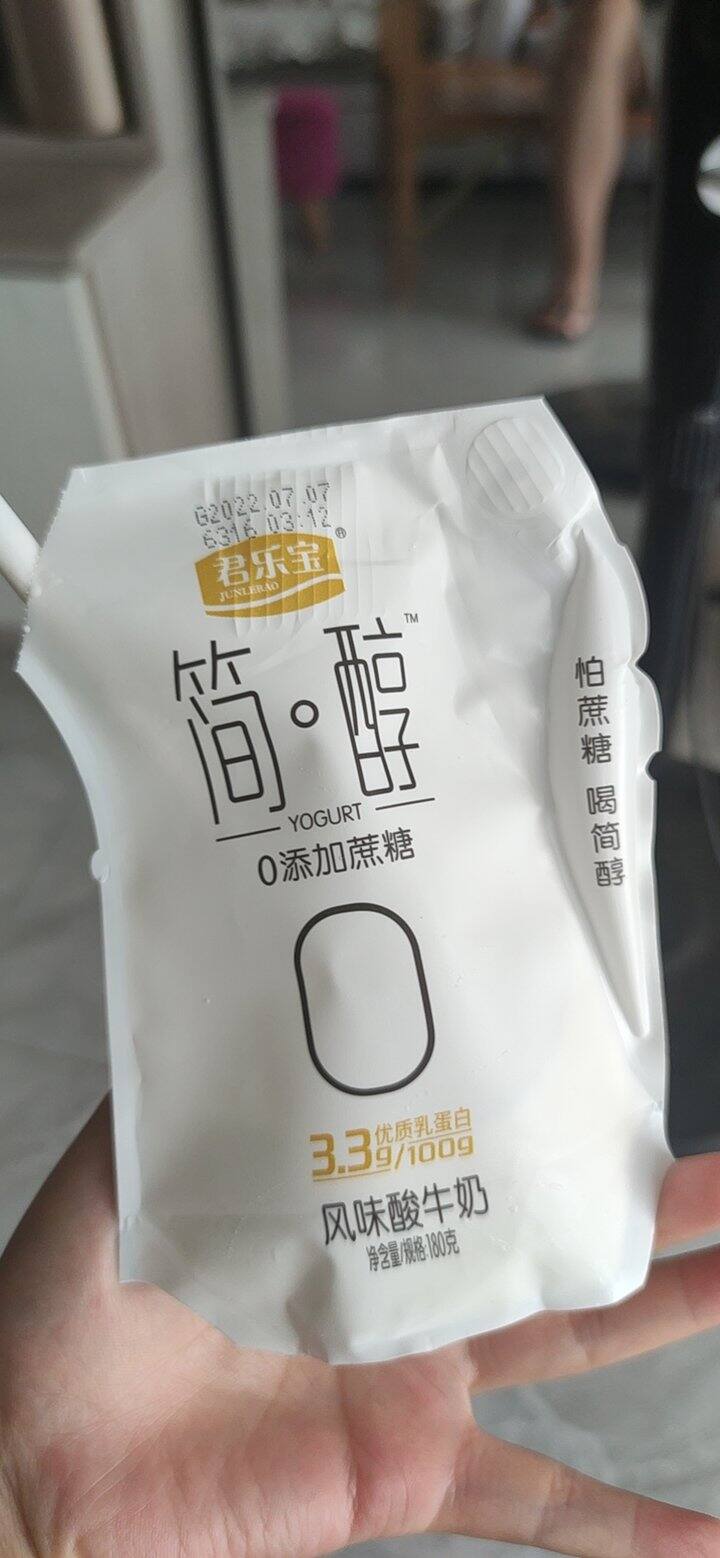 G2022.07.07
6316 03:12
君乐宝
JUNLEBAO
简·醇
YOGURT
0添加蔗糖
0
3.3g/100g
优质乳蛋白
风味酸牛奶
净含量/规格:180克
怕蔗糖 喝简醇